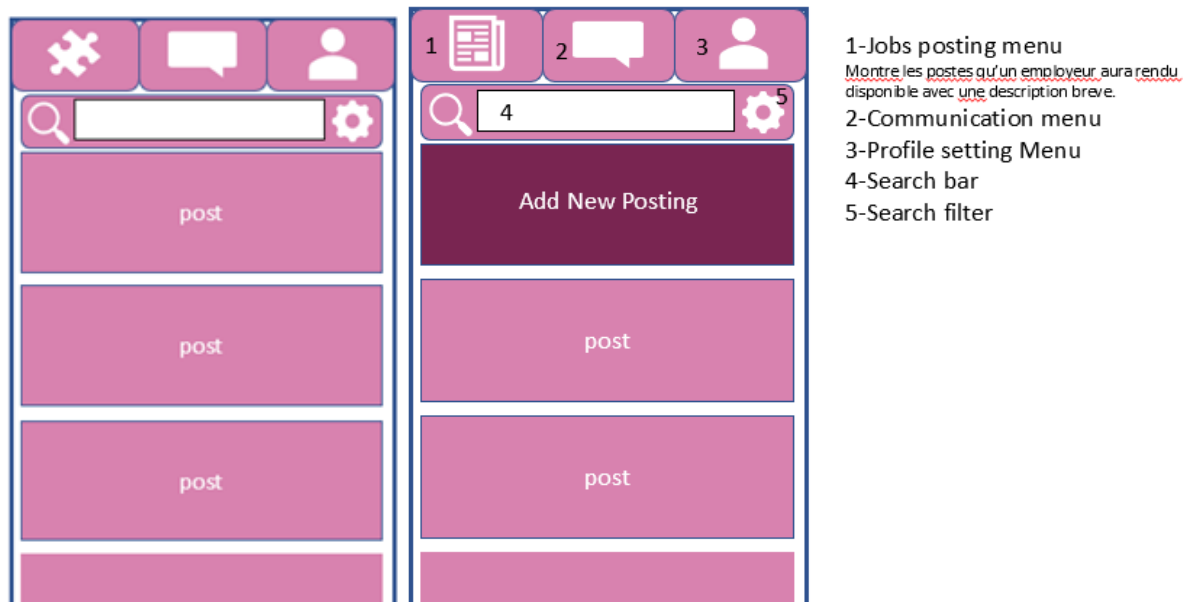 post
post
post
1
2
3
4
5
Add New Posting
post
post
1-Jobs posting menu
Montre les postes qu'un employeur aura rendu
disponible avec une description breve.
2-Communication menu
3-Profile setting Menu
4-Search bar
5-Search filter